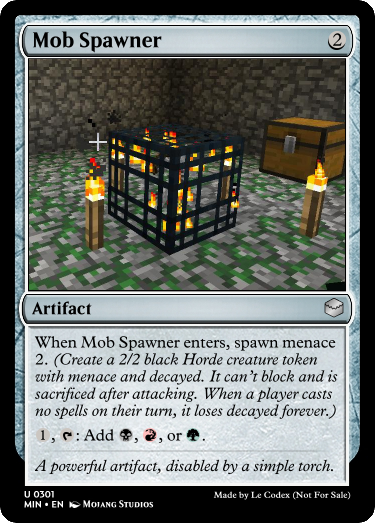 Mob Spawner 2
Artifact
When Mob Spawner enters, spawn menace
2. (Create a 2/2 black Horde creature token
with menace and decayed. It can't block and is
sacrificed after attacking. When a player casts
no spells on their turn, it loses decayed forever.)
1, : Add , , or .
A powerful artifact, disabled by a simple torch.
U 0301
MIN • EN Mojang Studios
Made by Le Codex (Not For Sale)